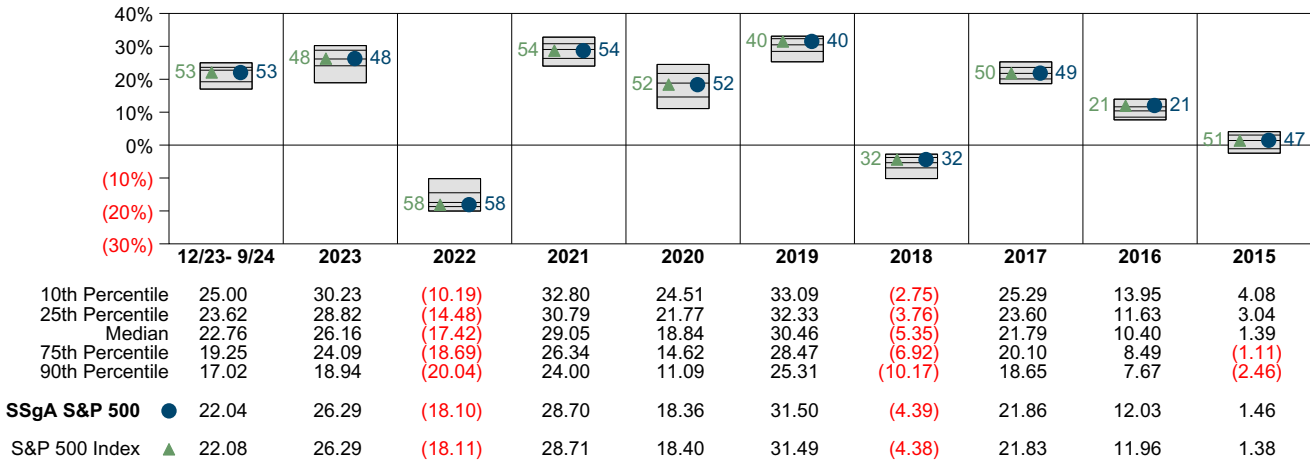 40%
30%
20%
10%
0%
(10%)
(20%)
(30%)
53 53
48 48
58 58
54 54
52 52
40 40
32 32
50 49
21 21
51 47
12/23- 9/24 2023 2022 2021 2020 2019 2018 2017 2016 2015
10th Percentile 25.00 30.23 (10.19) 32.80 24.51 33.09 (2.75) 25.29 13.95 4.08
25th Percentile 23.62 28.82 (14.48) 30.79 21.77 32.33 (3.76) 23.60 11.63 3.04
Median 22.76 26.16 (17.42) 29.05 18.84 30.46 (5.35) 21.79 10.40 1.39
75th Percentile 19.25 24.09 (18.69) 26.34 14.62 28.47 (6.92) 20.10 8.49 (1.11)
90th Percentile 17.02 18.94 (20.04) 24.00 11.09 25.31 (10.17) 18.65 7.67 (2.46)
SSgA S&P 500 22.04 26.29 (18.10) 28.70 18.36 31.50 (4.39) 21.86 12.03 1.46
S&P 500 Index 22.08 26.29 (18.11) 28.71 18.40 31.49 (4.38) 21.83 11.96 1.38